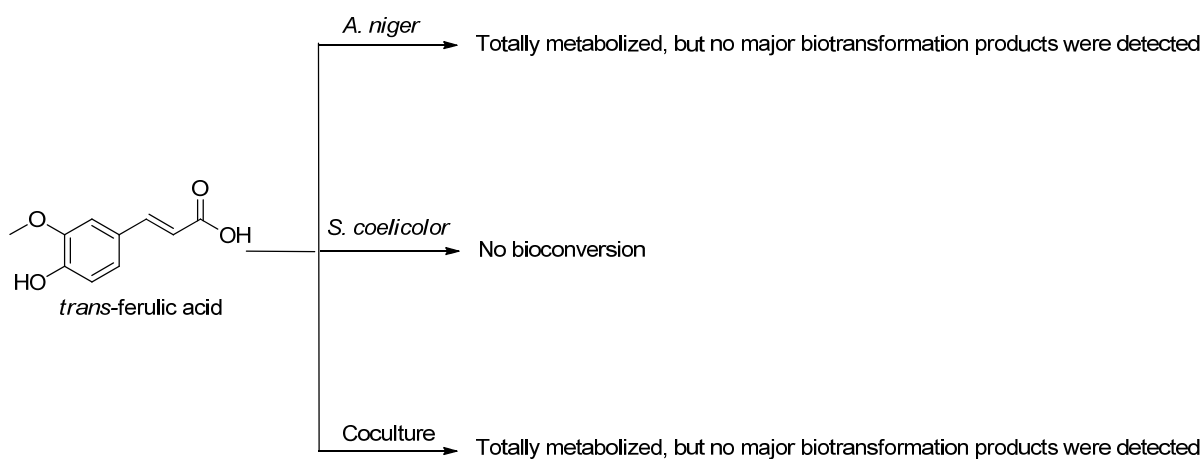 A. niger
Totally metabolized, but no major biotransformation products were detected
O
O
OH
HO
trans-ferulic acid
S. coelicolor
No bioconversion
Coculture
Totally metabolized, but no major biotransformation products were detected